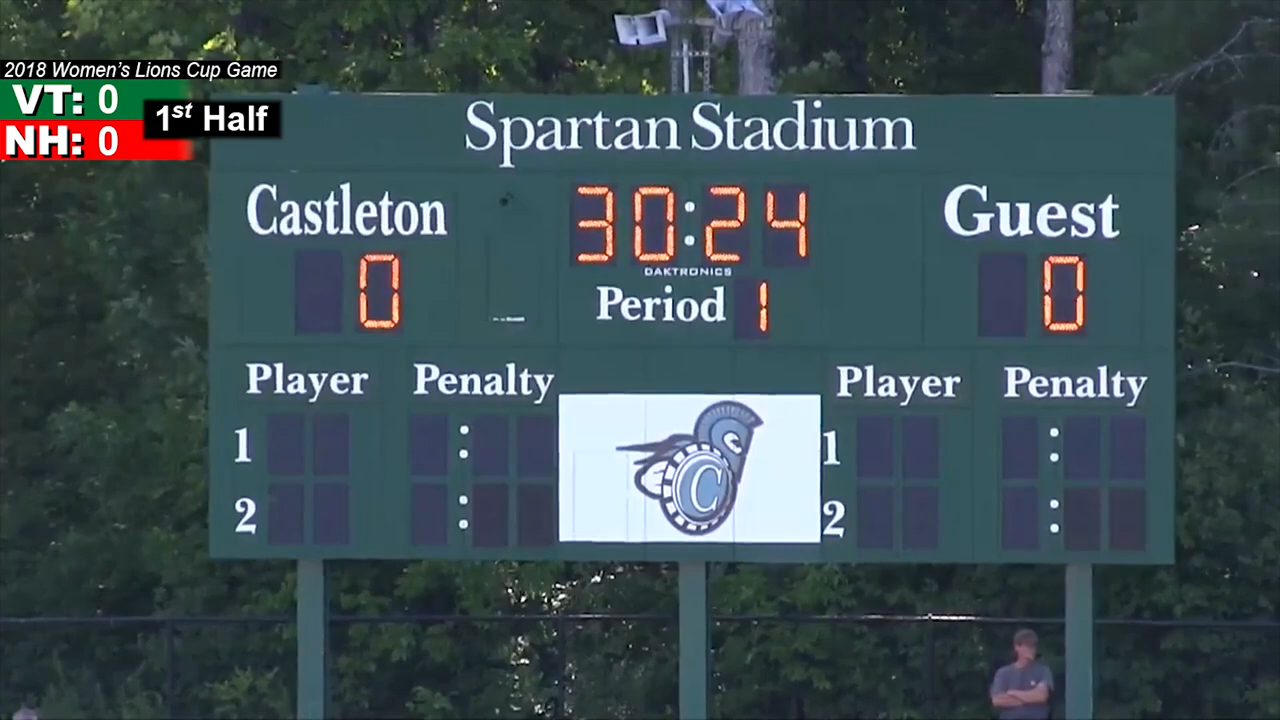 2018 Women's Lions Cup Game
VT: 0
NH: 0
1st Half
Spartan Stadium
Castleton
30:24
Guest
DAKTRONICS
0
Period 1
0
Player Penalty
Player Penalty
1 :
1 :
2 :
2 :
C